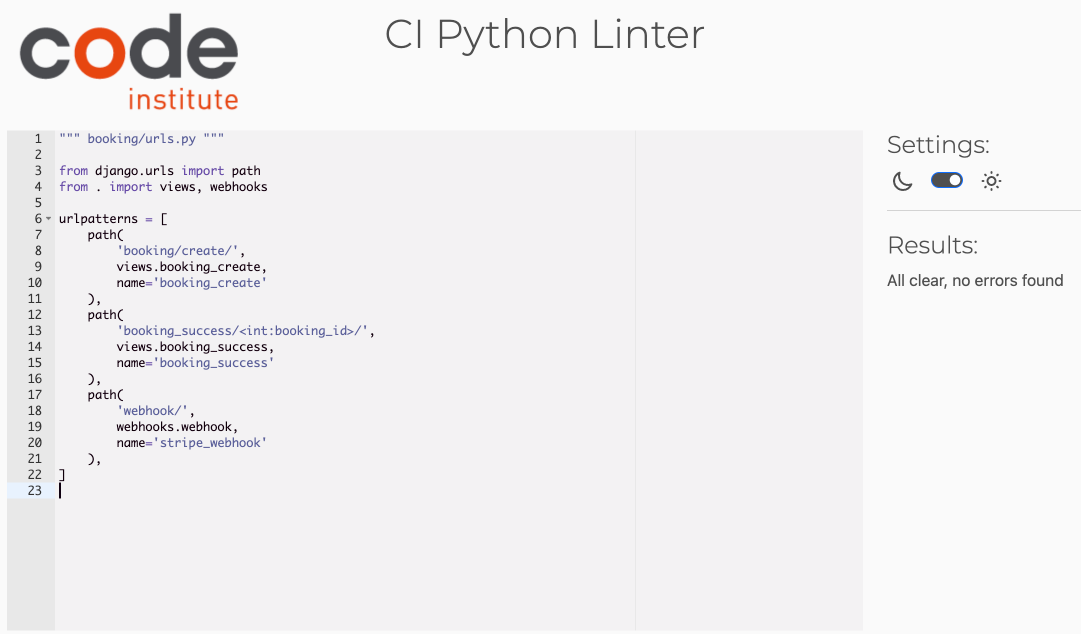 code
institute
CI Python Linter
1 """ booking/urls.py """
2
3 from django.urls import path
4 from . import views, webhooks
5
6 urlpatterns = [
7     path(
8         'booking/create/',
9         views.booking_create,
10         name='booking_create'
11     ),
12     path(
13         'booking_success/<int:booking_id>/',
14         views.booking_success,
15         name='booking_success'
16     ),
17     path(
18         'webhook/',
19         webhooks.webhook,
20         name='stripe_webhook'
21     ),
22 ]
23
Settings:
Results:
All clear, no errors found